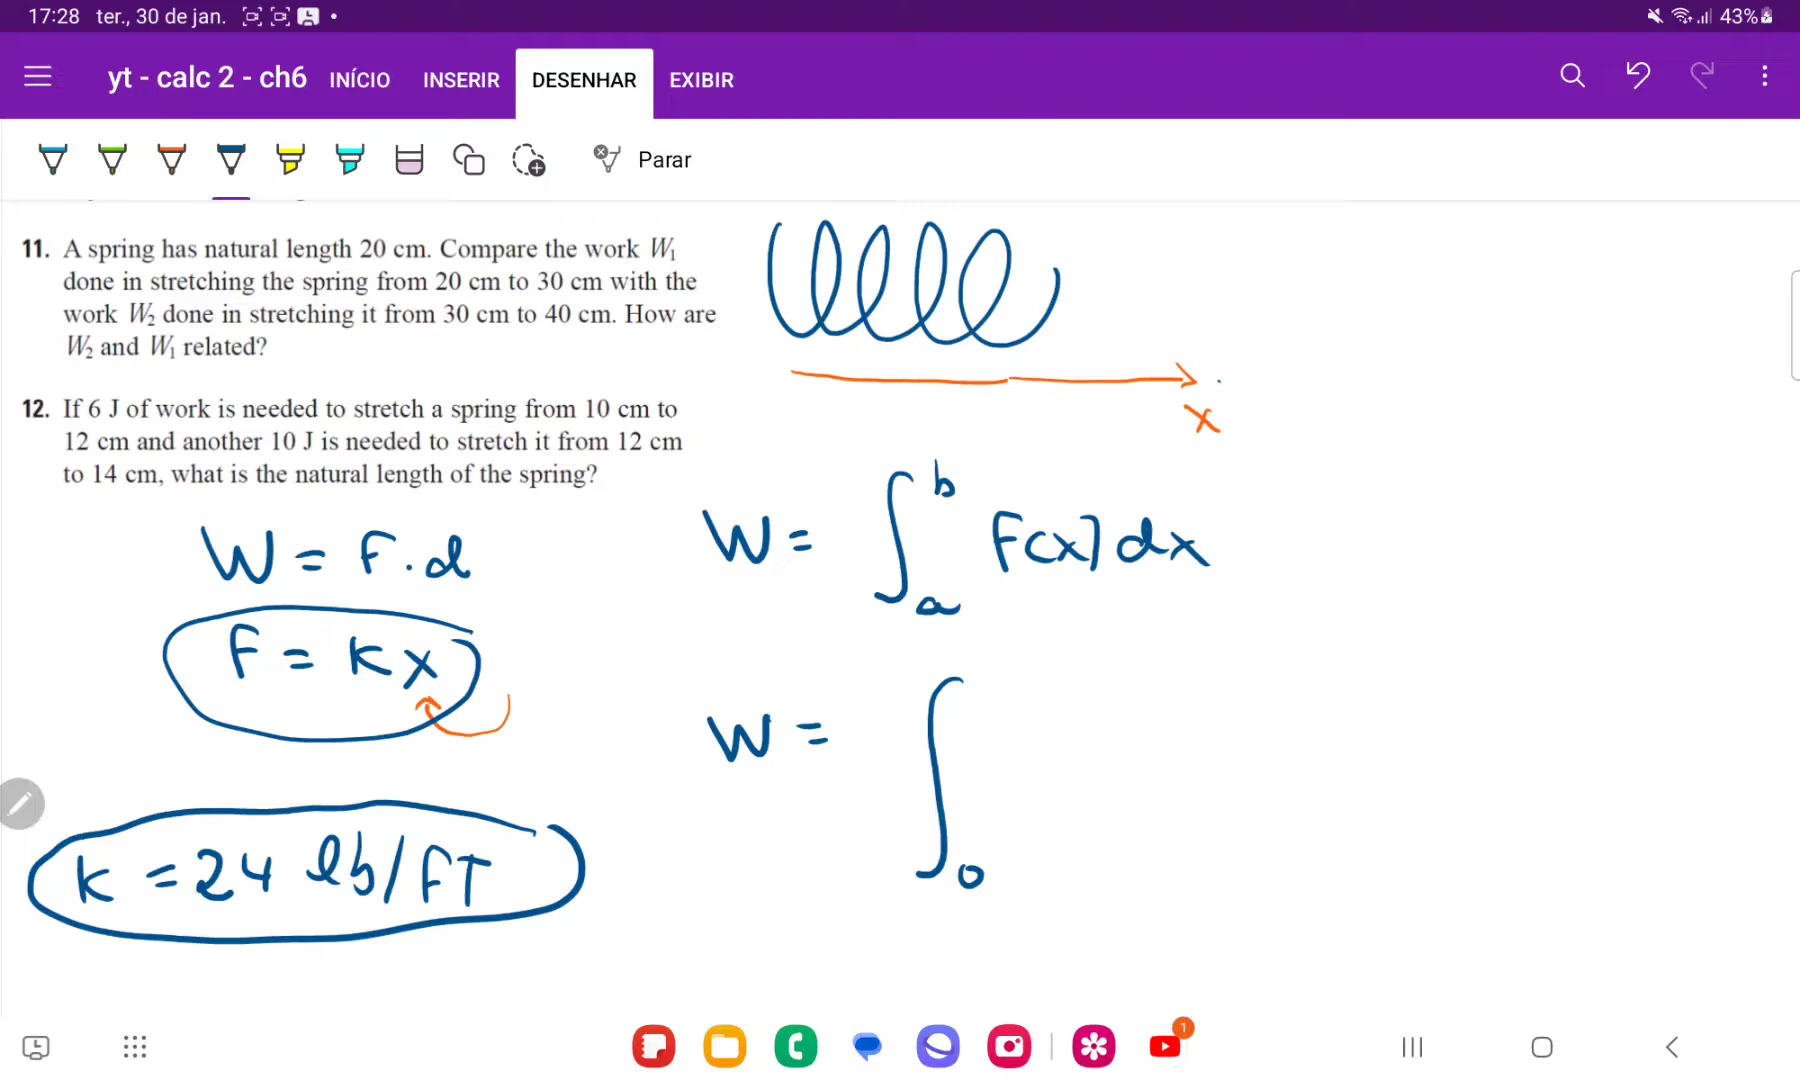 17:28 ter., 30 de jan.
43%
yt - calc 2 - ch6 INÍCIO INSERIR DESENHAR EXIBIR
Parar
11. A spring has natural length 20 cm. Compare the work W₁
done in stretching the spring from 20 cm to 30 cm with the
work W₂ done in stretching it from 30 cm to 40 cm. How are
W₂ and W₁ related?
12. If 6 J of work is needed to stretch a spring from 10 cm to
12 cm and another 10 J is needed to stretch it from 12 cm
to 14 cm, what is the natural length of the spring?
x
W = F . d
F = Kx
K = 24 lb/FT
W = ∫_a^b F(x) dx
W = ∫_0
1